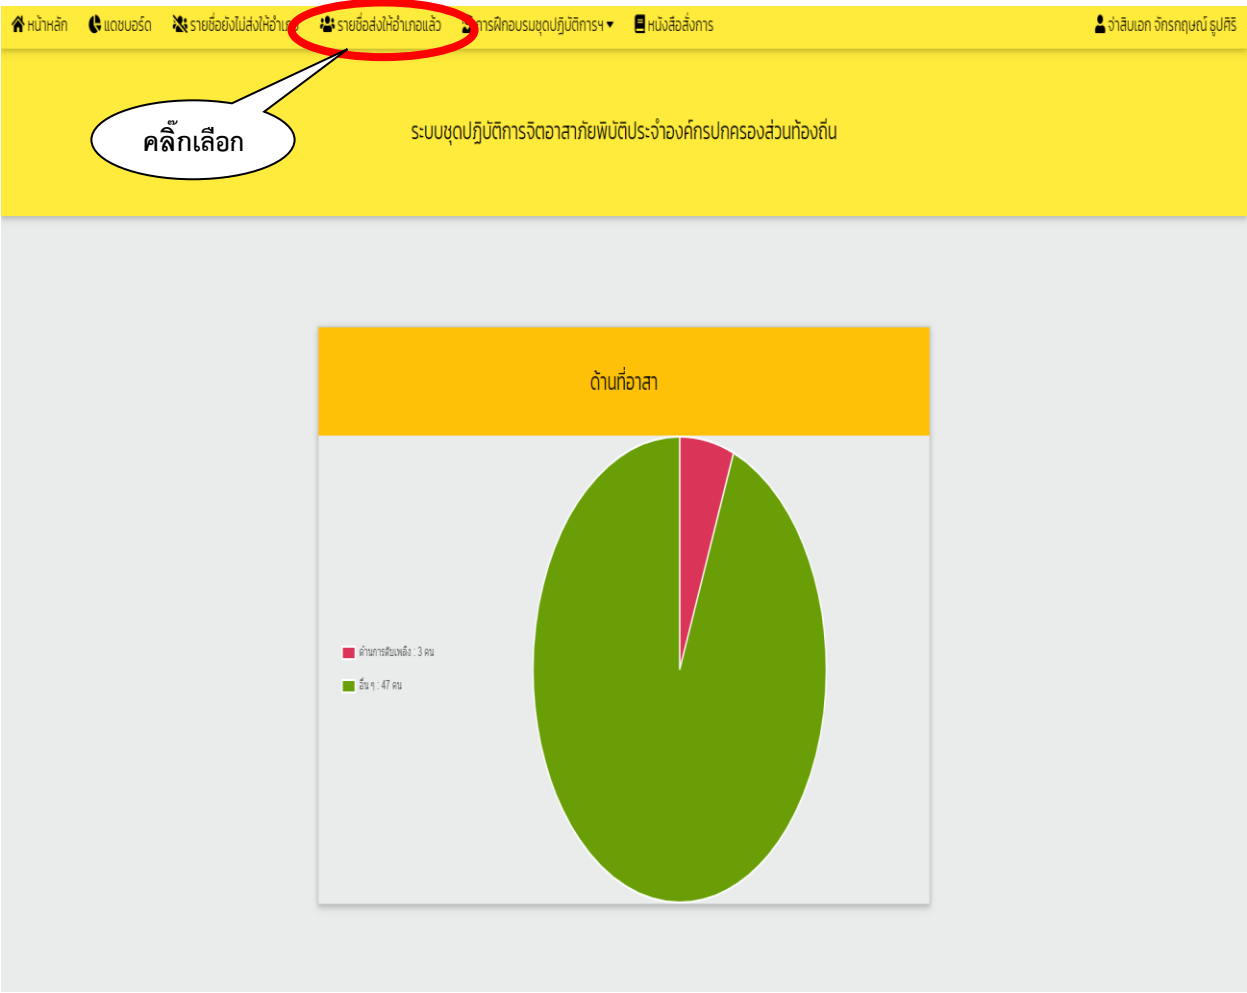 หน้าหลัก แดชบอร์ด รายชื่อยังไม่ส่งให้อำเภอ รายชื่อส่งให้อำเภอแล้ว การฝึกอบรมชุดปฏิบัติการฯ หนังสือสั่งการ จ่าสิบเอก จักรกฤษณ์ ธูปศิริ
คลิ๊กเลือก
ระบบชุดปฏิบัติการจิตอาสาภัยพิบัติประจำองค์กรปกครองส่วนท้องถิ่น
ด้านที่อาสา
ด้านการดับเพลิง : 3 คน
อื่น ๆ : 47 คน